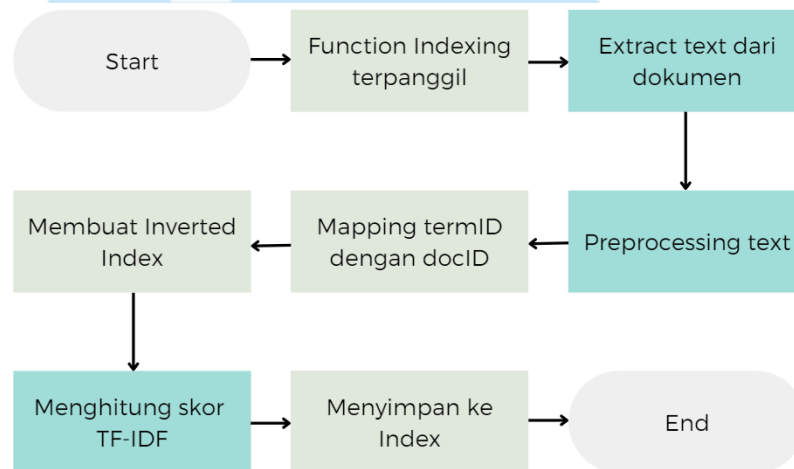 Start
Function Indexing
terpanggil
Extract text dari
dokumen
Preprocessing text
Mapping termID
dengan docID
Membuat Inverted
Index
Menghitung skor
TF-IDF
Menyimpan ke
Index
End